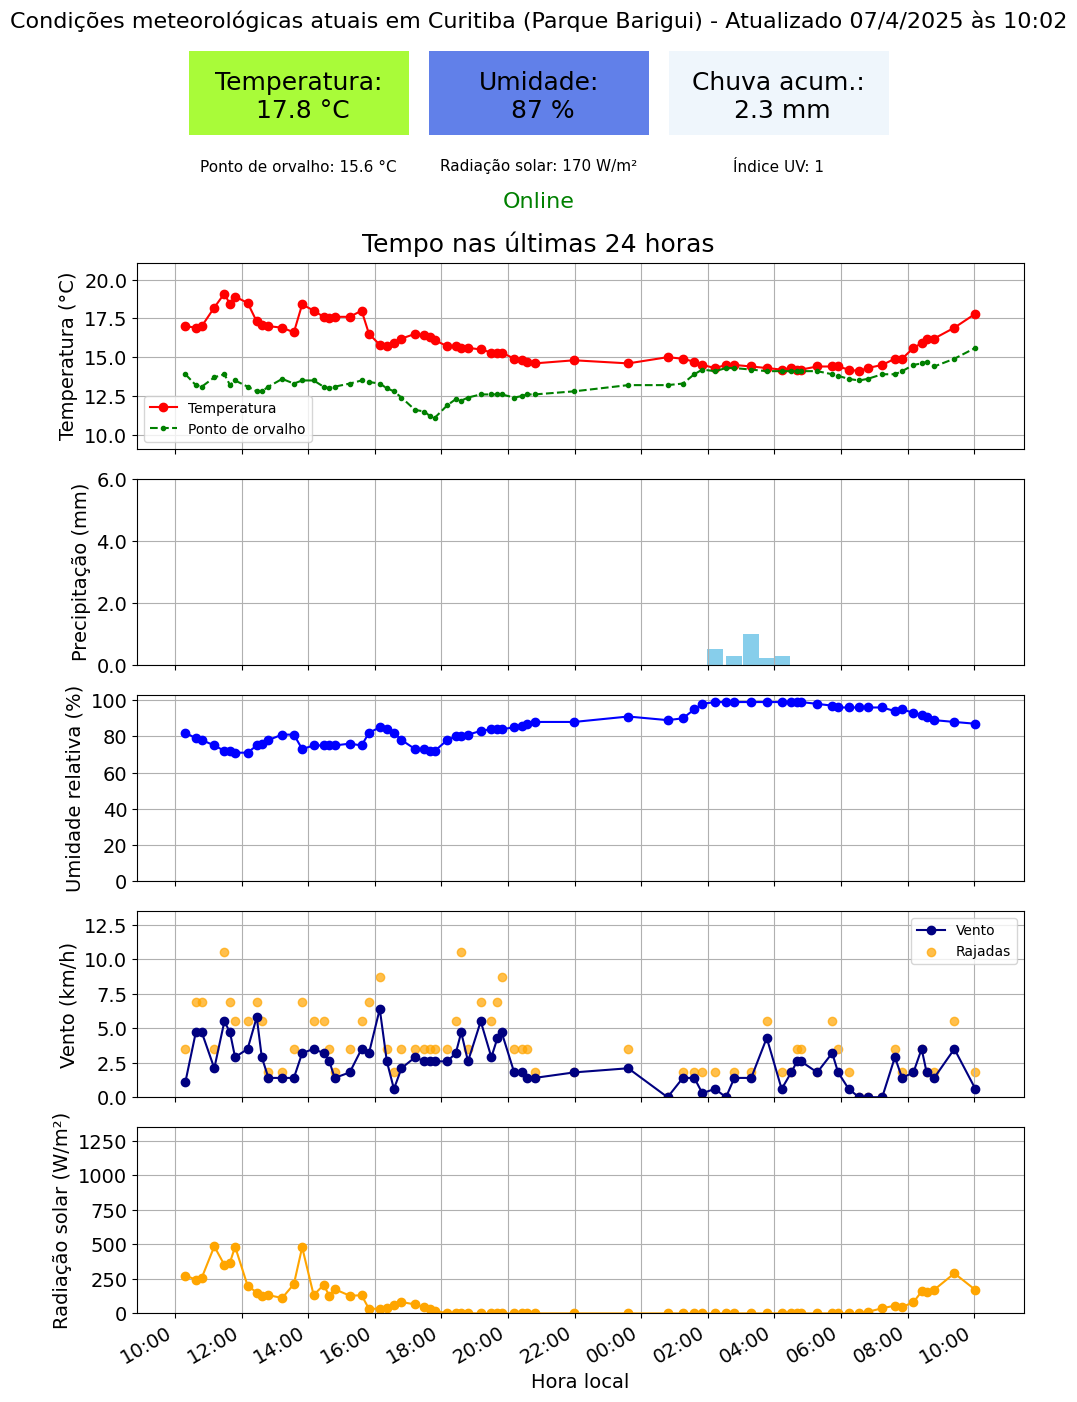 Condições meteorológicas atuais em Curitiba (Parque Barigui) - Atualizado 07/4/2025 às 10:02
Temperatura:
17.8 °C
Umidade:
87 %
Chuva acum.:
2.3 mm
Ponto de orvalho: 15.6 °C
Radiação solar: 170 W/m²
Índice UV: 1
Online
Tempo nas últimas 24 horas
Temperatura (°C)
20.0
17.5
15.0
12.5
10.0
Temperatura
Ponto de orvalho
Precipitação (mm)
6.0
4.0
2.0
0.0
Umidade relativa (%)
100
80
60
40
20
0
Vento (km/h)
12.5
10.0
7.5
5.0
2.5
0.0
Vento
Rajadas
Radiação solar (W/m²)
1250
1000
750
500
250
0
10:00
12:00
14:00
16:00
18:00
20:00
22:00
00:00
02:00
04:00
06:00
08:00
10:00
Hora local